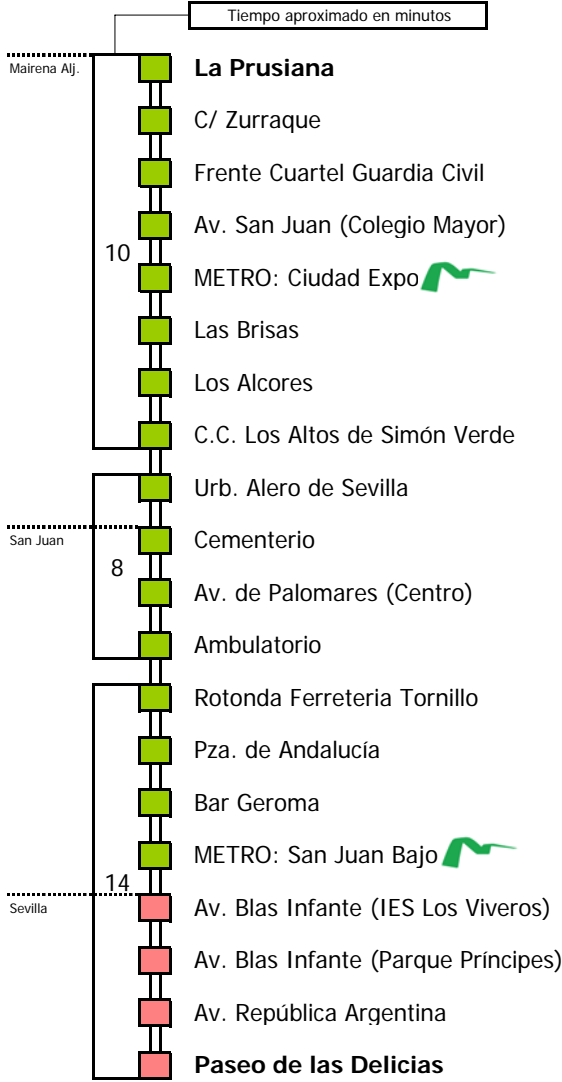 Tiempo aproximado en minutos
Mairena Alj.
La Prusiana
C/ Zurraque
Frente Cuartel Guardia Civil
Av. San Juan (Colegio Mayor)
10
METRO: Ciudad Expo
Las Brisas
Los Alcores
C.C. Los Altos de Simón Verde
Urb. Alero de Sevilla
San Juan
Cementerio
8
Av. de Palomares (Centro)
Ambulatorio
Rotonda Ferreteria Tornillo
Pza. de Andalucía
Bar Geroma
METRO: San Juan Bajo
14
Sevilla
Av. Blas Infante (IES Los Viveros)
Av. Blas Infante (Parque Príncipes)
Av. República Argentina
Paseo de las Delicias